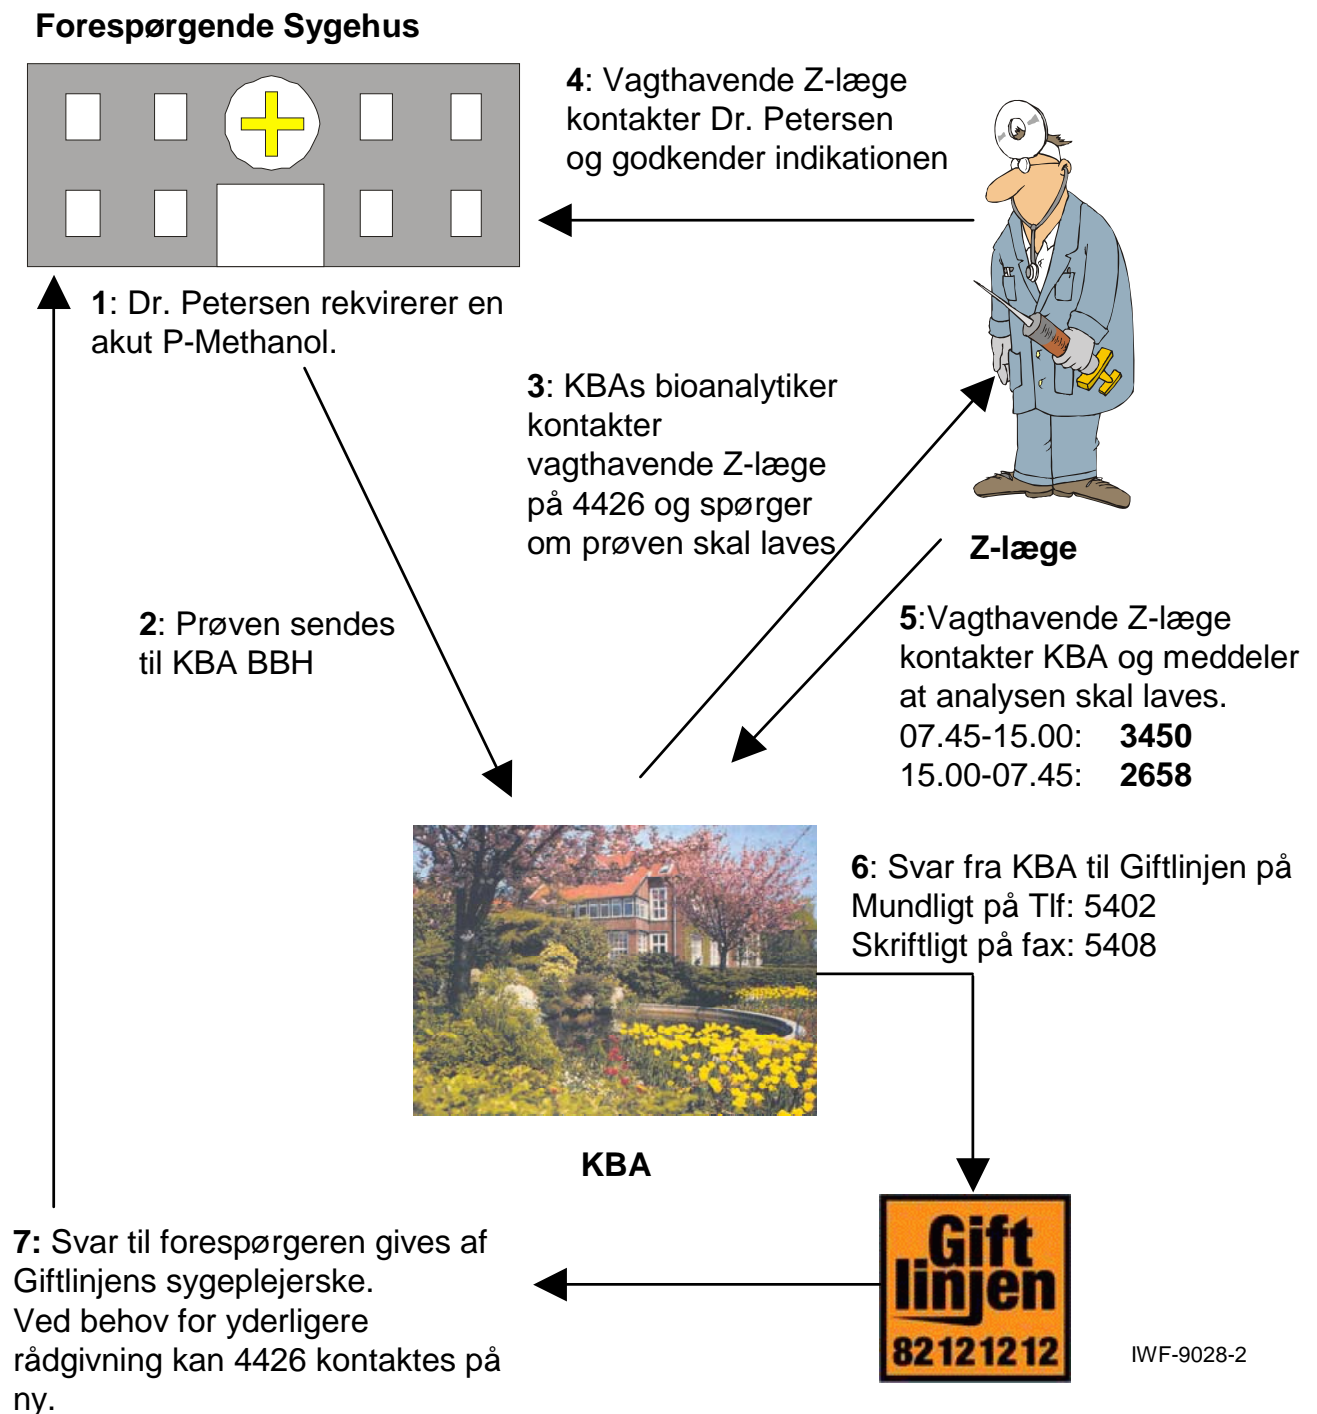 Forespørgende Sygehus
1: Dr. Petersen rekvirerer en
akut P-Methanol.
2: Prøven sendes
til KBA BBH
3: KBAs bioanalytiker
kontakter
vagthavende Z-læge
på 4426 og spørger
om prøven skal laves
4: Vagthavende Z-læge
kontakter Dr. Petersen
og godkender indikationen
Z-læge
5:Vagthavende Z-læge
kontakter KBA og meddeler
at analysen skal laves.
07.45-15.00: 3450
15.00-07.45: 2658
6: Svar fra KBA til Giftlinjen på
Mundligt på Tlf: 5402
Skriftligt på fax: 5408
KBA
Gift
linjen
82121212
7: Svar til forespørgeren gives af
Giftlinjens sygeplejerske.
Ved behov for yderligere
rådgivning kan 4426 kontaktes på
ny.
IWF-9028-2